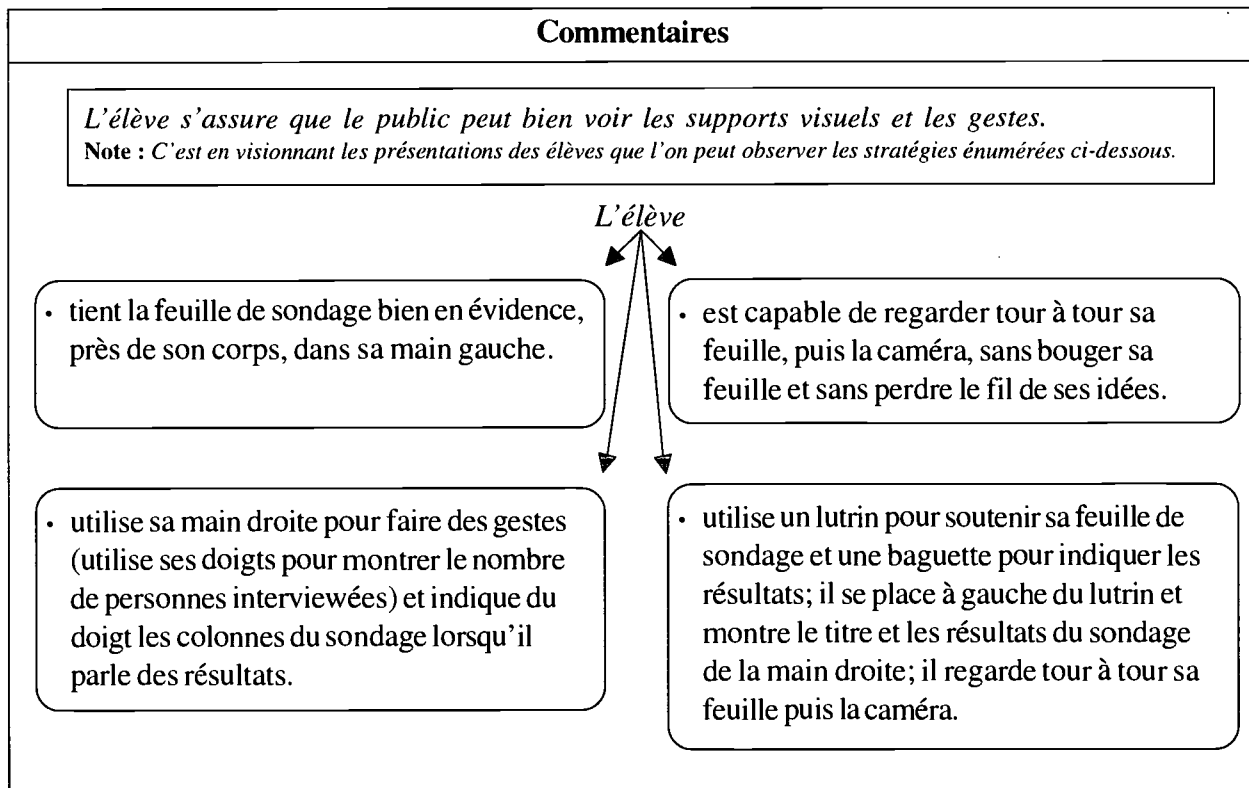 Commentaires
L'élève s'assure que le public peut bien voir les supports visuels et les gestes.
Note : C'est en visionnant les présentations des élèves que l'on peut observer les stratégies énumérées ci-dessous.
L'élève
• tient la feuille de sondage bien en évidence,
près de son corps, dans sa main gauche.
• est capable de regarder tour à tour sa
feuille, puis la caméra, sans bouger sa
feuille et sans perdre le fil de ses idées.
• utilise sa main droite pour faire des gestes
(utilise ses doigts pour montrer le nombre
de personnes interviewées) et indique du
doigt les colonnes du sondage lorsqu'il
parle des résultats.
• utilise un lutrin pour soutenir sa feuille de
sondage et une baguette pour indiquer les
résultats; il se place à gauche du lutrin et
montre le titre et les résultats du sondage
de la main droite; il regarde tour à tour sa
feuille puis la caméra.